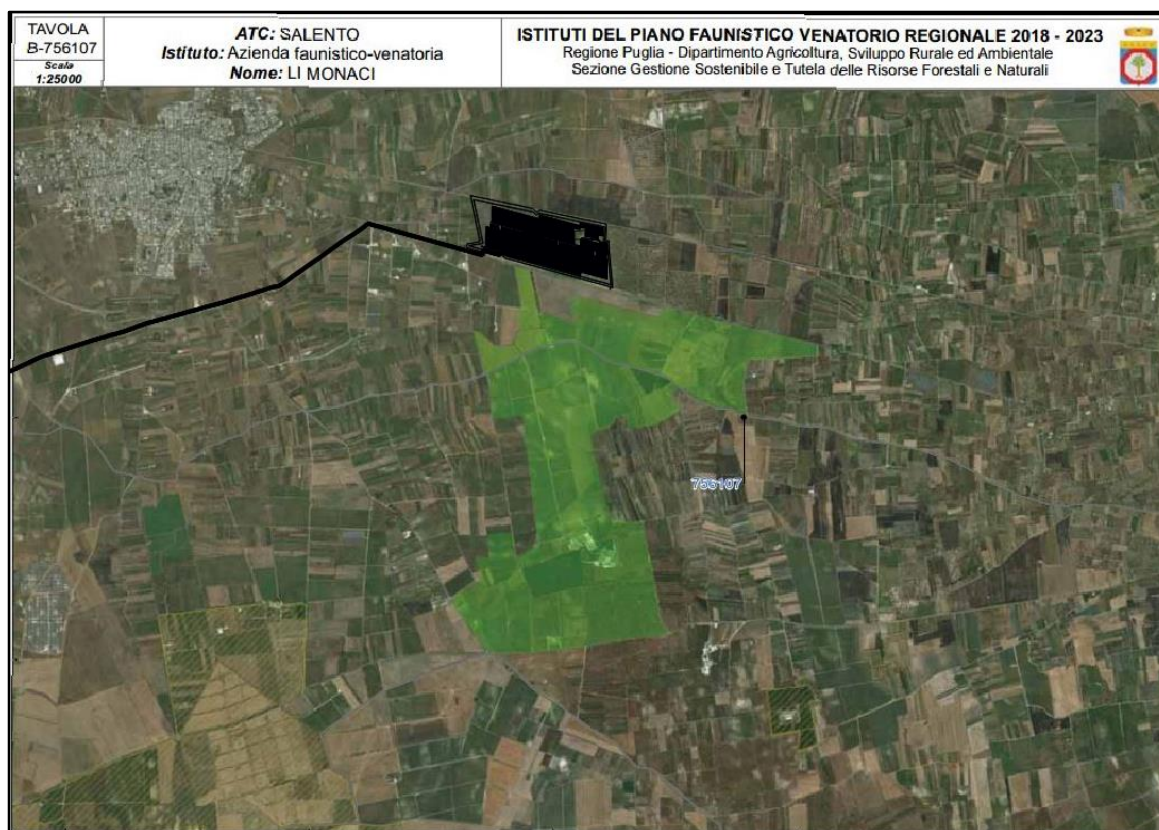 TAVOLA
B-756107
Scala
1:25000
ATC: SALENTO
Istituto: Azienda faunistico-venatoria
Nome: LI MONACI
ISTITUTI DEL PIANO FAUNISTICO VENATORIO REGIONALE 2018 - 2023
Regione Puglia - Dipartimento Agricoltura, Sviluppo Rurale ed Ambientale
Sezione Gestione Sostenibile e Tutela delle Risorse Forestali e Naturali
756107